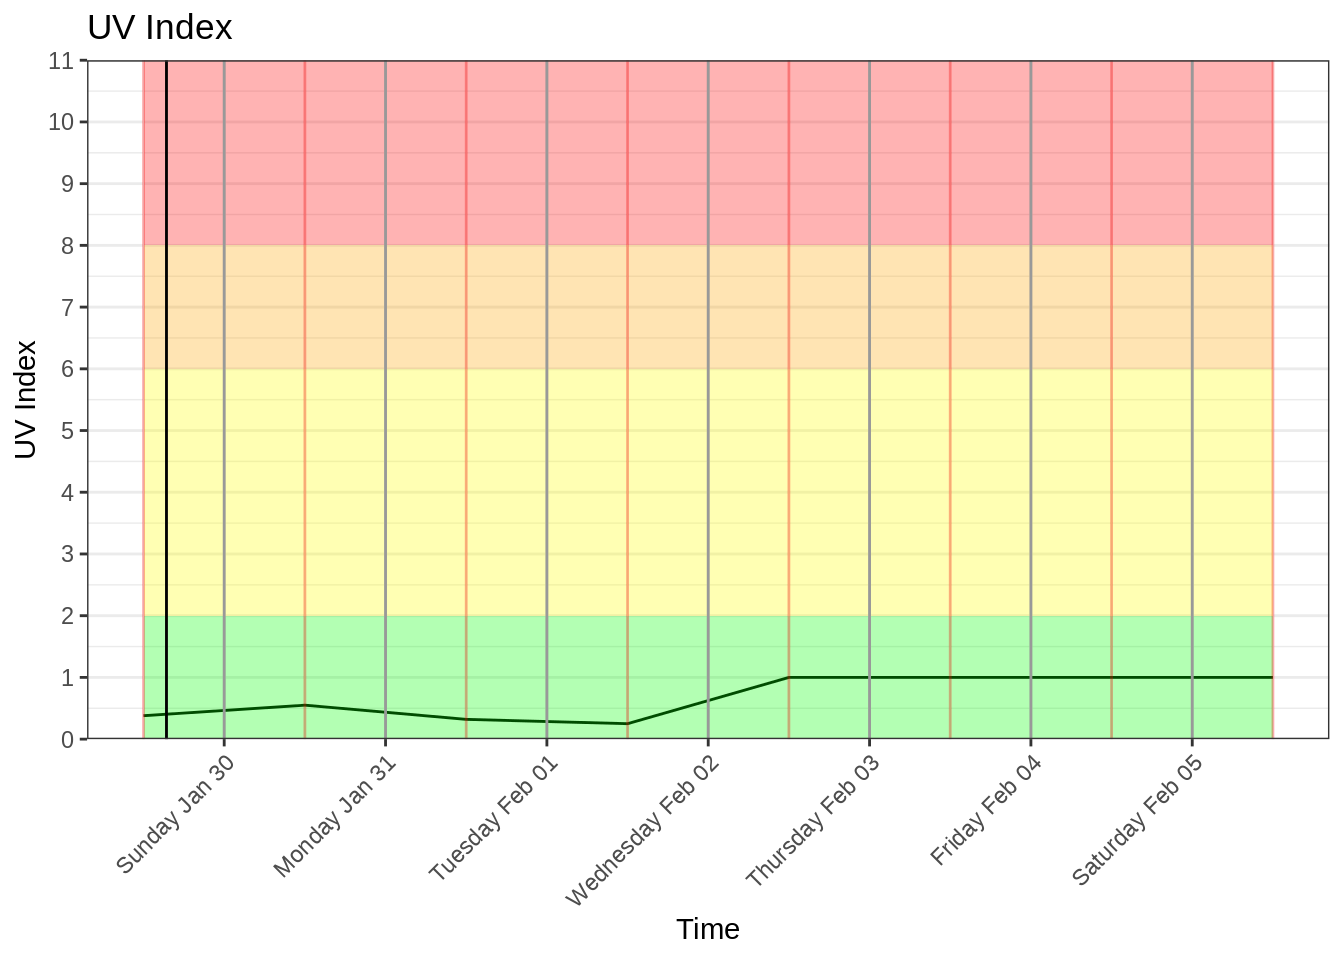 UV Index
11
10
9
8
7
6
5
4
3
2
1
0
UV Index
Sunday Jan 30
Monday Jan 31
Tuesday Feb 01
Wednesday Feb 02
Thursday Feb 03
Friday Feb 04
Saturday Feb 05
Time